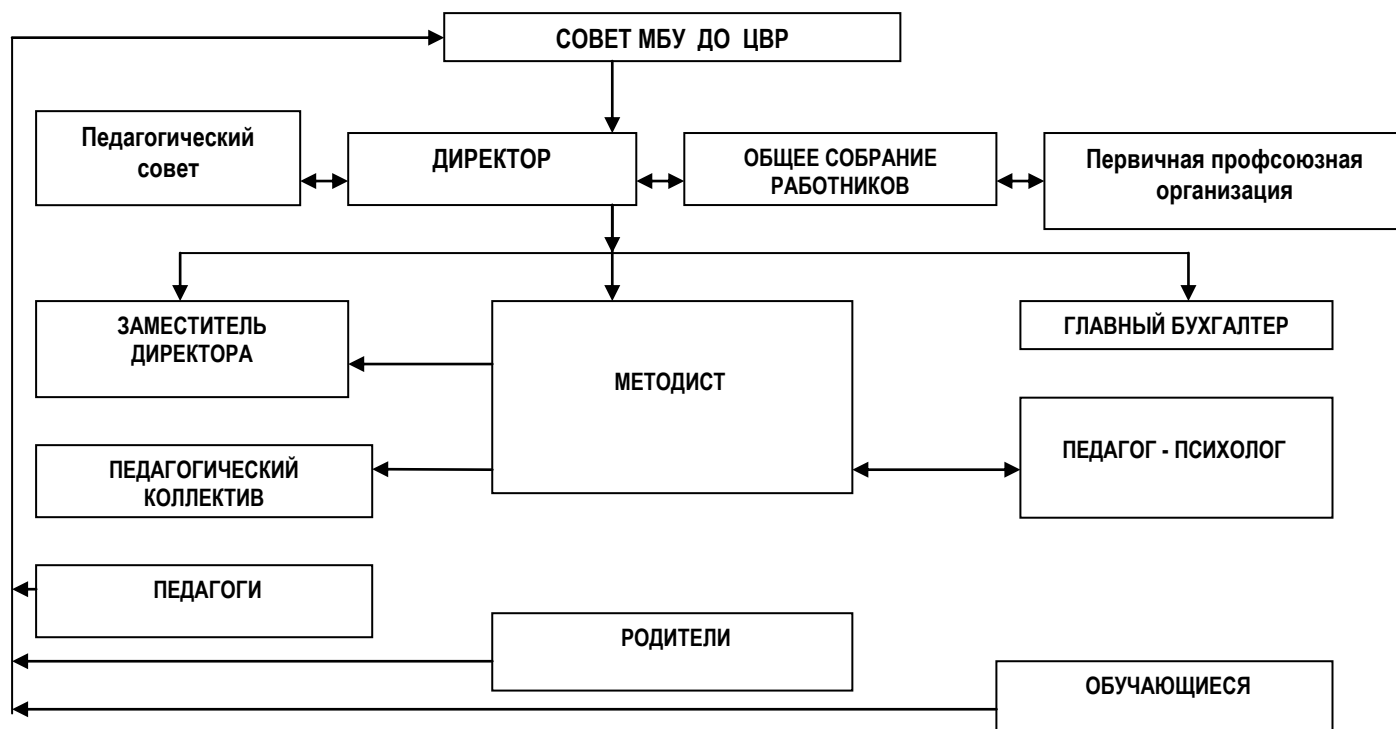 СОВЕТ МБУ ДО ЦВР
Педагогический
совет
ДИРЕКТОР
ОБЩЕЕ СОБРАНИЕ
РАБОТНИКОВ
Первичная профсоюзная
организация
ЗАМЕСТИТЕЛЬ
ДИРЕКТОРА
МЕТОДИСТ
ГЛАВНЫЙ БУХГАЛТЕР
ПЕДАГОГИЧЕСКИЙ
КОЛЛЕКТИВ
ПЕДАГОГ - ПСИХОЛОГ
ПЕДАГОГИ
РОДИТЕЛИ
ОБУЧАЮЩИЕСЯ